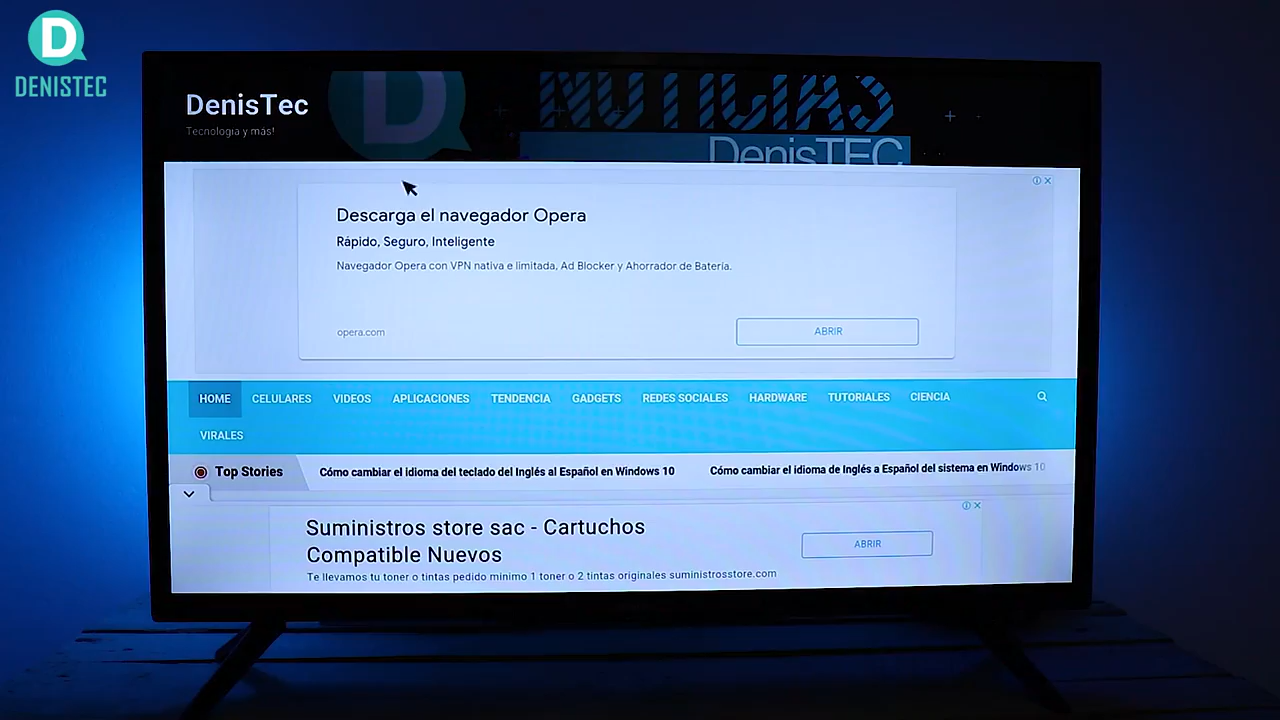 D
DENISTEC
DenisTec
Tecnología y más!
D
NOTICIAS
DenisTEC
Descarga el navegador Opera
Rápido, Seguro, Inteligente
Navegador Opera con VPN nativa e limitada, Ad Blocker y Ahorrador de Batería.
opera.com
ABRIR
HOME CELULARES VIDEOS APLICACIONES TENDENCIA GADGETS REDES SOCIALES HARDWARE TUTORIALES CIENCIA
VIRALES
Top Stories Cómo cambiar el idioma del teclado del Inglés al Español en Windows 10 Cómo cambiar el idioma de Inglés a Español del sistema en Windows 10
Suministros store sac - Cartuchos
Compatible Nuevos
ABRIR
Te llevamos tu toner o tintas pedido minimo 1 toner o 2 tintas originales suministrosstore.com